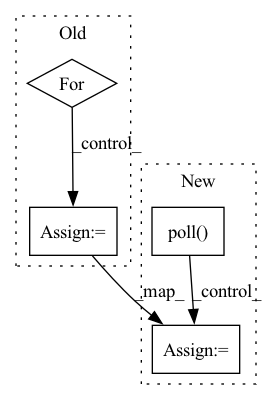 Old
For
_control_
New
Assign:=
poll()
_map_
_control_
Assign:=